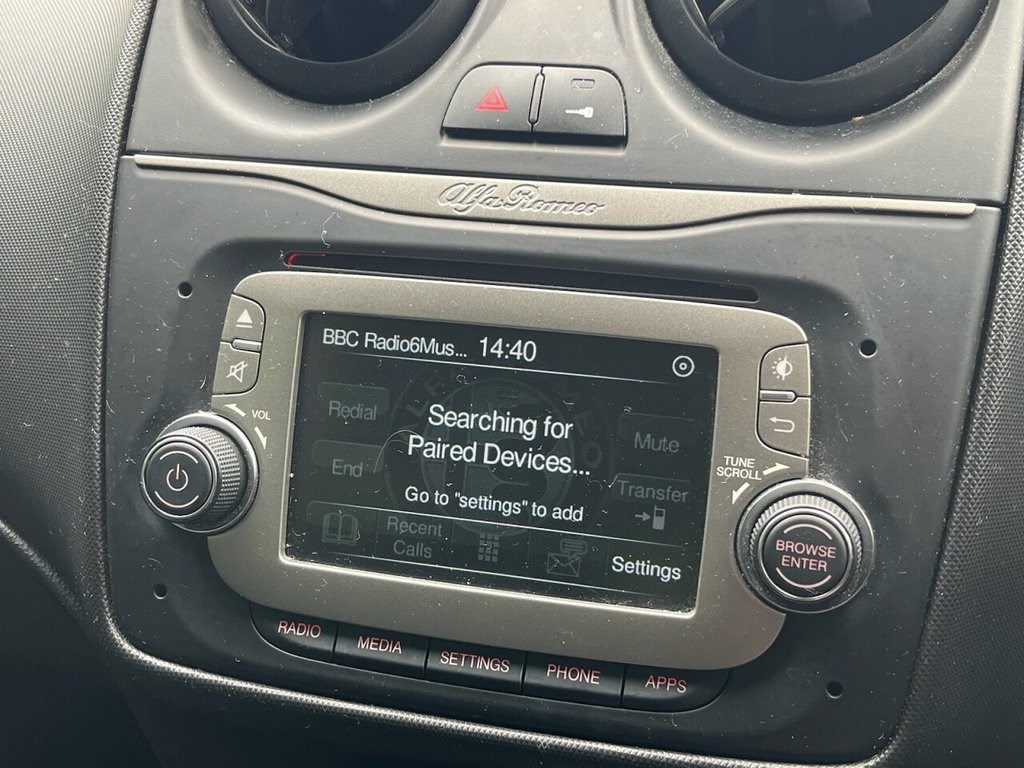 Alfa Romeo
BBC Radio6Mus... 14:40
VOL
Redial
Searching for
Paired Devices...
Mute
End
Go to "settings" to add
Transfer
Recent
Calls
Settings
TUNE
SCROLL
BROWSE
ENTER
RADIO
MEDIA
SETTINGS
PHONE
APPS